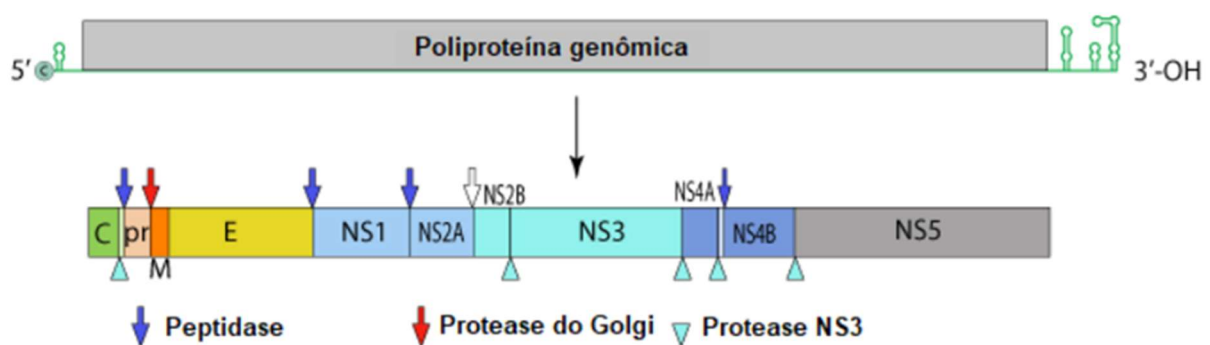 Poliproteína genômica
5′ C 3′-OH
NS2B NS4A
C pr E NS1 NS2A NS3 NS4B NS5
M
Peptidase Protease do Golgi Protease NS3